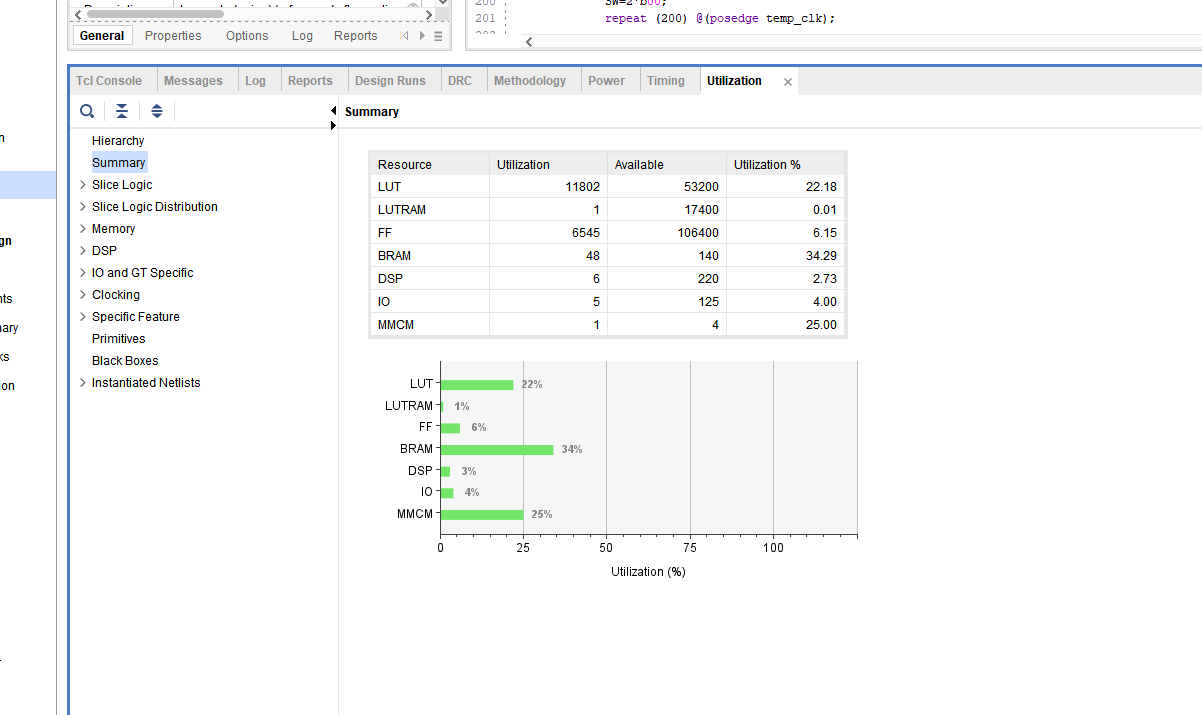 200 SW=2'b00;
201 repeat (200) @(posedge temp_clk);
General Properties Options Log Reports
Tcl Console Messages Log Reports Design Runs DRC Methodology Power Timing Utilization
Summary
Hierarchy
Summary
Slice Logic
Slice Logic Distribution
Memory
DSP
IO and GT Specific
Clocking
Specific Feature
Primitives
Black Boxes
Instantiated Netlists
Resource Utilization Available Utilization %
LUT 11802 53200 22.18
LUTRAM 1 17400 0.01
FF 6545 106400 6.15
BRAM 48 140 34.29
DSP 6 220 2.73
IO 5 125 4.00
MMCM 1 4 25.00
LUT 22%
LUTRAM 1%
FF 6%
BRAM 34%
DSP 3%
IO 4%
MMCM 25%
0 25 50 75 100
Utilization (%)